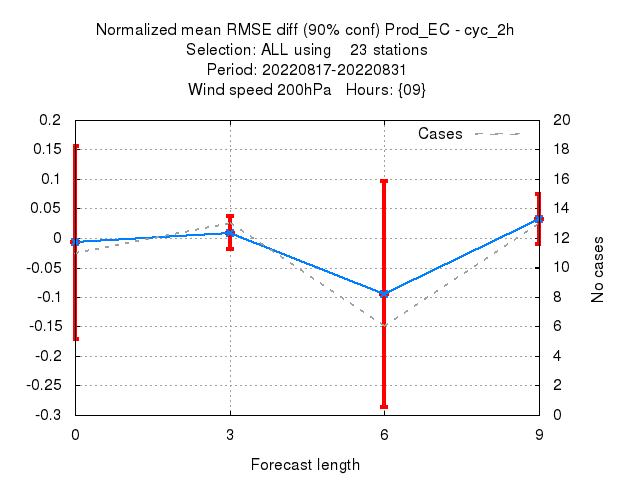 Normalized mean RMSE diff (90% conf) Prod_EC - cyc_2h
Selection: ALL using    23 stations
Period: 20220817-20220831
Wind speed 200hPa   Hours: {09}
Cases
0.2
0.15
0.1
0.05
0
-0.05
-0.1
-0.15
-0.2
-0.25
-0.3
20
18
16
14
12
10
8
6
4
2
0
No cases
0 3 6 9
Forecast length